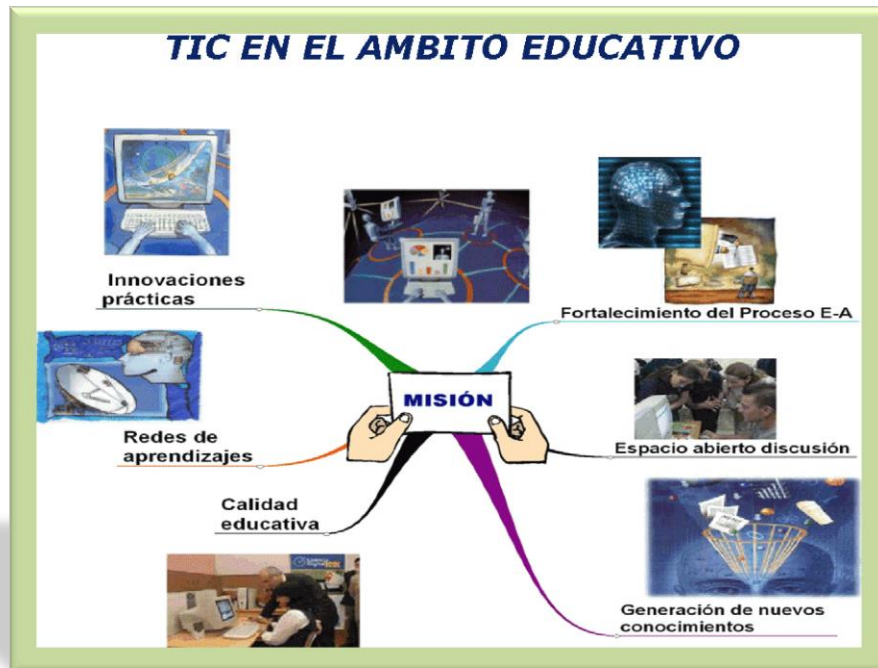 TIC EN EL AMBITO EDUCATIVO
Innovaciones
prácticas
Fortalecimiento del Proceso E-A
MISIÓN
Redes de
aprendizajes
Espacio abierto discusión
Calidad
educativa
Generación de nuevos
conocimientos